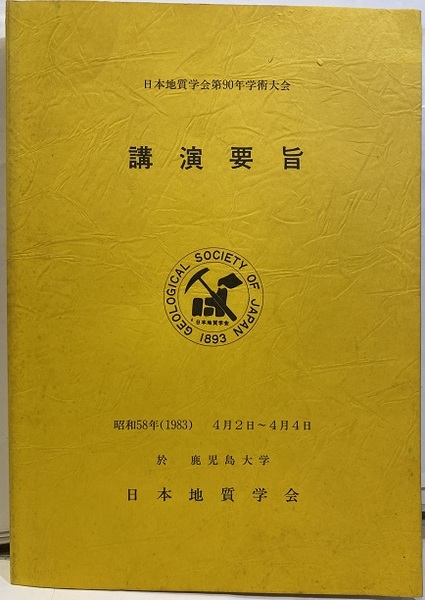 日本地質学会第90年学術大会
講演要旨
GEOLOGICAL SOCIETY OF JAPAN
日本地質学会
1893
昭和58年(1983) 4月2日~4月4日
於 鹿児島大学
日本地質学会